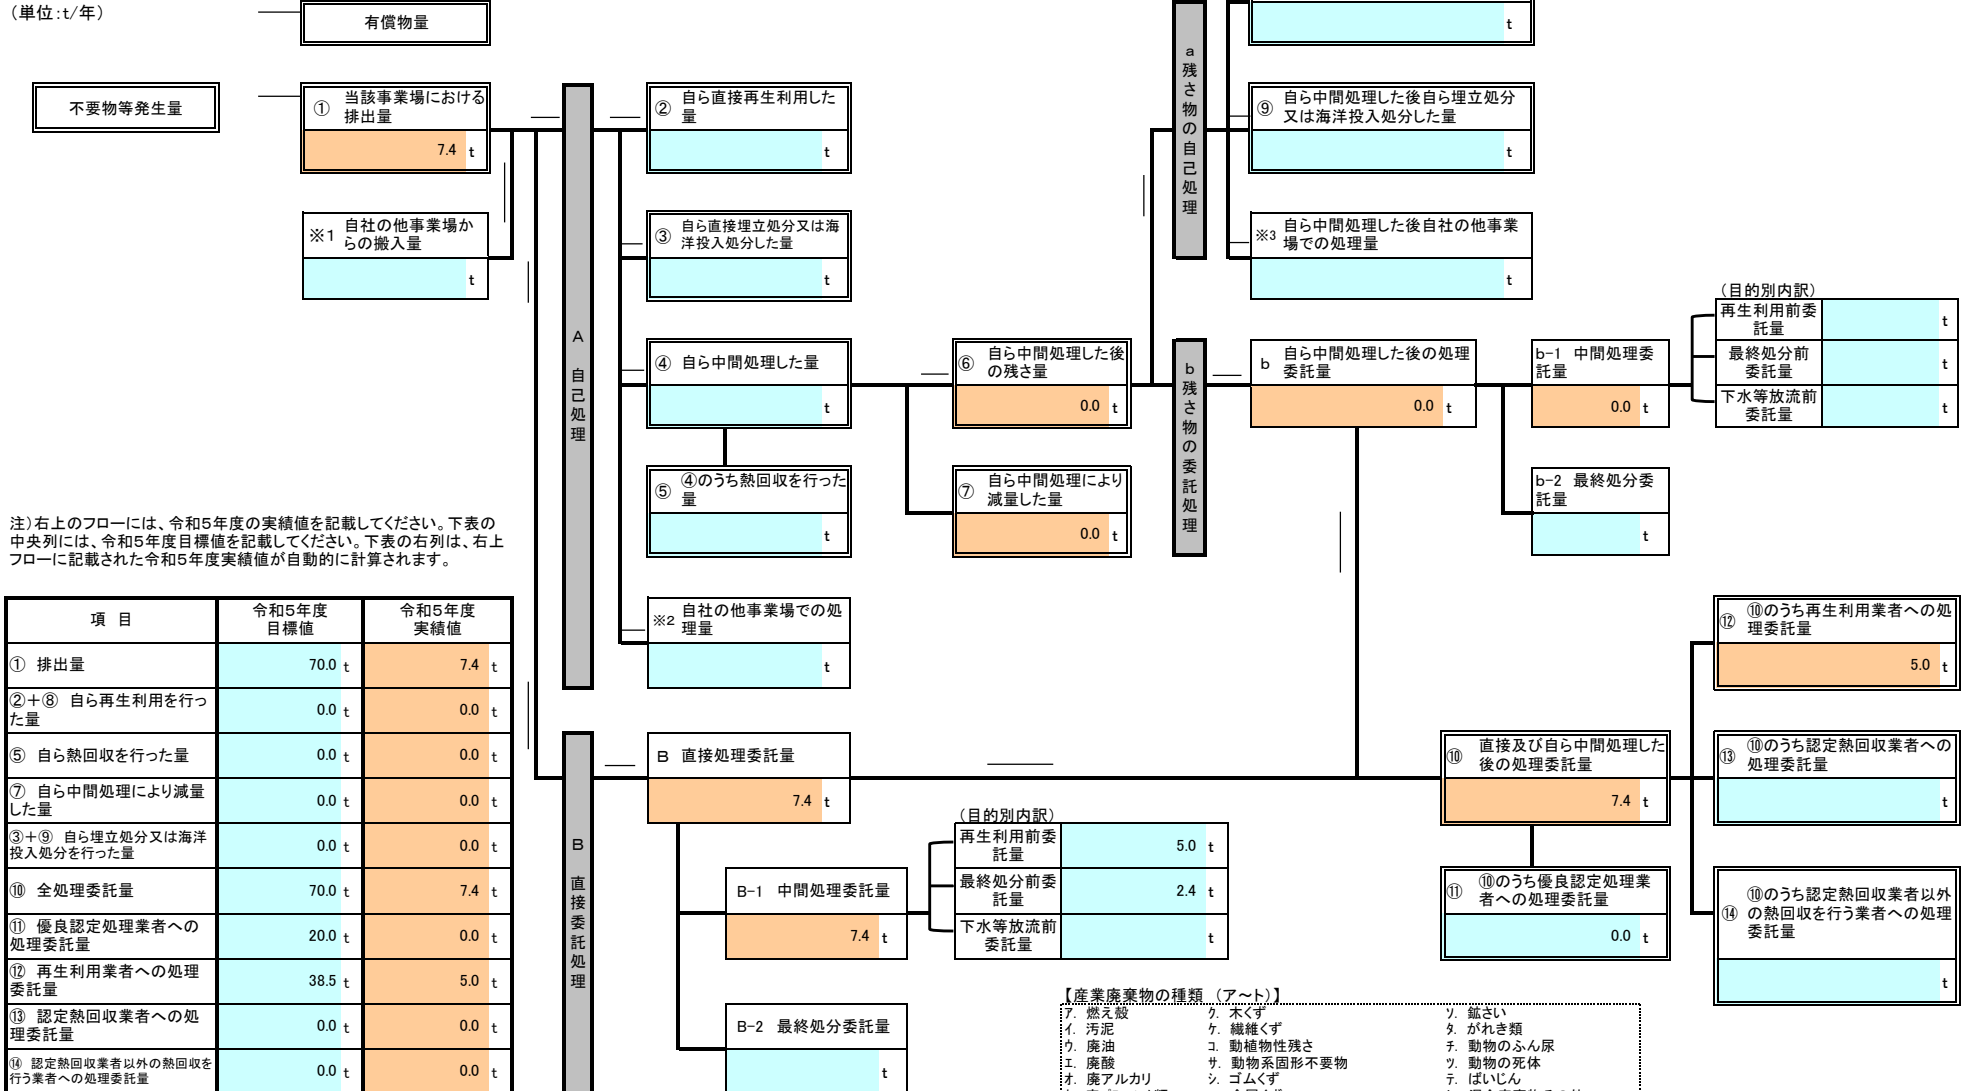 （単位：t/年）
有償物量
不要物等発生量
① 当該事業場における
排出量
7.4 t
※1 自社の他事業場か
らの搬入量
t
A 自己処理
② 自ら直接再生利用した
量
t
③ 自ら直接埋立処分又は海
洋投入処分した量
t
④ 自ら中間処理した量
t
⑤ ④のうち熱回収を行った
量
t
※2 自社の他事業場での処
理量
t
⑥ 自ら中間処理した後
の残さ量
0.0 t
⑦ 自ら中間処理により
減量した量
0.0 t
a 残さ物の自己処理
t
⑨ 自ら中間処理した後自ら埋立処分
又は海洋投入処分した量
t
※3 自ら中間処理した後自社の他事業
場での処理量
t
b 残さ物の委託処理
b 自ら中間処理した後の処理
委託量
0.0 t
b-1 中間処理委
託量
0.0 t
b-2 最終処分委
託量
t
（目的別内訳）
再生利用前委
託量
t
最終処分前
委託量
t
下水等放流前
委託量
t
注）右上のフローには、令和５年度の実績値を記載してください。下表の
中央列には、令和５年度目標値を記載してください。下表の右列は、右上
フローに記載された令和５年度実績値が自動的に計算されます。
項 目 令和５年度
目標値 令和５年度
実績値
① 排出量 70.0 t 7.4 t
②＋⑧ 自ら再生利用を行っ
た量 0.0 t 0.0 t
⑤ 自ら熱回収を行った量 0.0 t 0.0 t
⑦ 自ら中間処理により減量
した量 0.0 t 0.0 t
③＋⑨ 自ら埋立処分又は海洋
投入処分を行った量 0.0 t 0.0 t
⑩ 全処理委託量 70.0 t 7.4 t
⑪ 優良認定処理業者への
処理委託量 20.0 t 0.0 t
⑫ 再生利用業者への処理
委託量 38.5 t 5.0 t
⑬ 認定熱回収業者への処
理委託量 0.0 t 0.0 t
⑭ 認定熱回収業者以外の熱回収を
行う業者への処理委託量 0.0 t 0.0 t
B 直接委託処理
B 直接処理委託量
7.4 t
B-1 中間処理委託量
7.4 t
B-2 最終処分委託量
t
（目的別内訳）
再生利用前委
託量
5.0 t
最終処分前委
託量
2.4 t
下水等放流前
委託量
t
⑩ 直接及び自ら中間処理した
後の処理委託量
7.4 t
⑪ ⑩のうち優良認定処理業
者への処理委託量
0.0 t
⑫ ⑩のうち再生利用業者への処
理委託量
5.0 t
⑬ ⑩のうち認定熱回収業者への
処理委託量
t
⑭ ⑩のうち認定熱回収業者以外
の熱回収を行う業者への処理
委託量
t
【産業廃棄物の種類 （ア～ト）】
ア. 燃え殻 ク. 木くず ソ. 鉱さい
イ. 汚泥 ケ. 繊維くず タ. がれき類
ウ. 廃油 コ. 動植物性残さ チ. 動物のふん尿
エ. 廃酸 サ. 動物系固形不要物 ツ. 動物の死体
オ. 廃アルカリ シ. ゴムくず テ. ばいじん